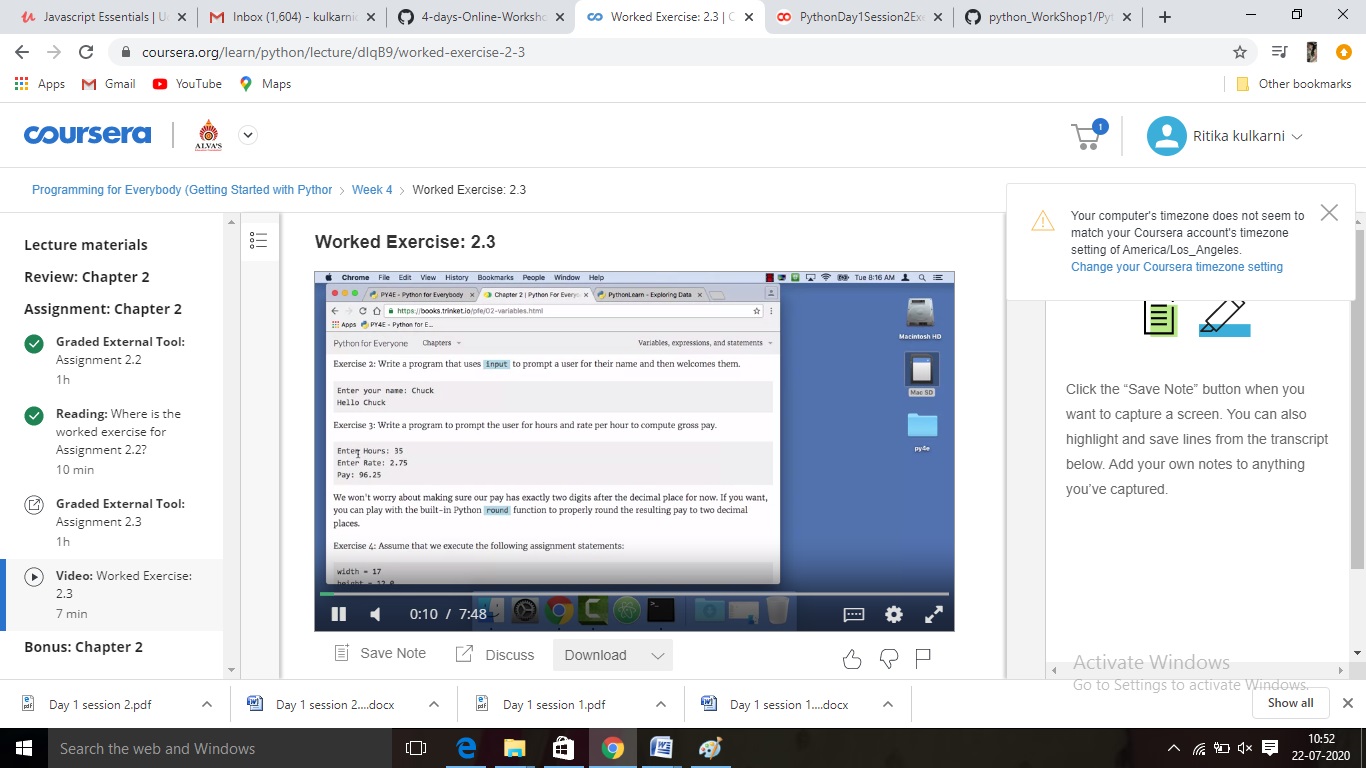 Javascript Essentials | U
Inbox (1,604) - kulkarni
4-days-Online-Worksho
Worked Exercise: 2.3 | C
PythonDay1Session2Exe
python_WorkShop1/Pyt
coursera.org/learn/python/lecture/dIqB9/worked-exercise-2-3
Apps
Gmail
YouTube
Maps
Other bookmarks
coursera
ALVA'S
1
Ritika kulkarni
Programming for Everybody (Getting Started with Python
Week 4
Worked Exercise: 2.3
Your computer's timezone does not seem to
match your Coursera account's timezone
setting of America/Los_Angeles.
Change your Coursera timezone setting
Lecture materials
Review: Chapter 2
Assignment: Chapter 2
Graded External Tool:
Assignment 2.2
1h
Reading: Where is the
worked exercise for
Assignment 2.2?
10 min
Graded External Tool:
Assignment 2.3
1h
Video: Worked Exercise:
2.3
7 min
Bonus: Chapter 2
Worked Exercise: 2.3
Chrome File Edit View History Bookmarks People Window Help
Tue 8:16 AM
PY4E - Python for Everybody
Chapter 2 | Python For Everyo
PythonLearn - Exploring Data
https://books.trinket.io/pfe/02-variables.html
Apps
PY4E - Python for E...
Python for Everyone
Chapters
Variables, expressions, and statements
Exercise 2: Write a program that uses input to prompt a user for their name and then welcomes them.
Enter your name: Chuck
Hello Chuck
Exercise 3: Write a program to prompt the user for hours and rate per hour to compute gross pay.
Enter Hours: 35
Enter Rate: 2.75
Pay: 96.25
We won't worry about making sure our pay has exactly two digits after the decimal place for now. If you want,
you can play with the built-in Python round function to properly round the resulting pay to two decimal
places.
Exercise 4: Assume that we execute the following assignment statements:
width = 17
height = 12.0
Macintosh HD
Mac SD
py4e
0:10 / 7:48
Save Note
Discuss
Download
Click the “Save Note” button when you
want to capture a screen. You can also
highlight and save lines from the transcript
below. Add your own notes to anything
you’ve captured.
Activate Windows
Go to Settings to activate Windows.
Day 1 session 2.pdf
Day 1 session 2....docx
Day 1 session 1.pdf
Day 1 session 1....docx
Show all
Search the web and Windows
10:52
22-07-2020